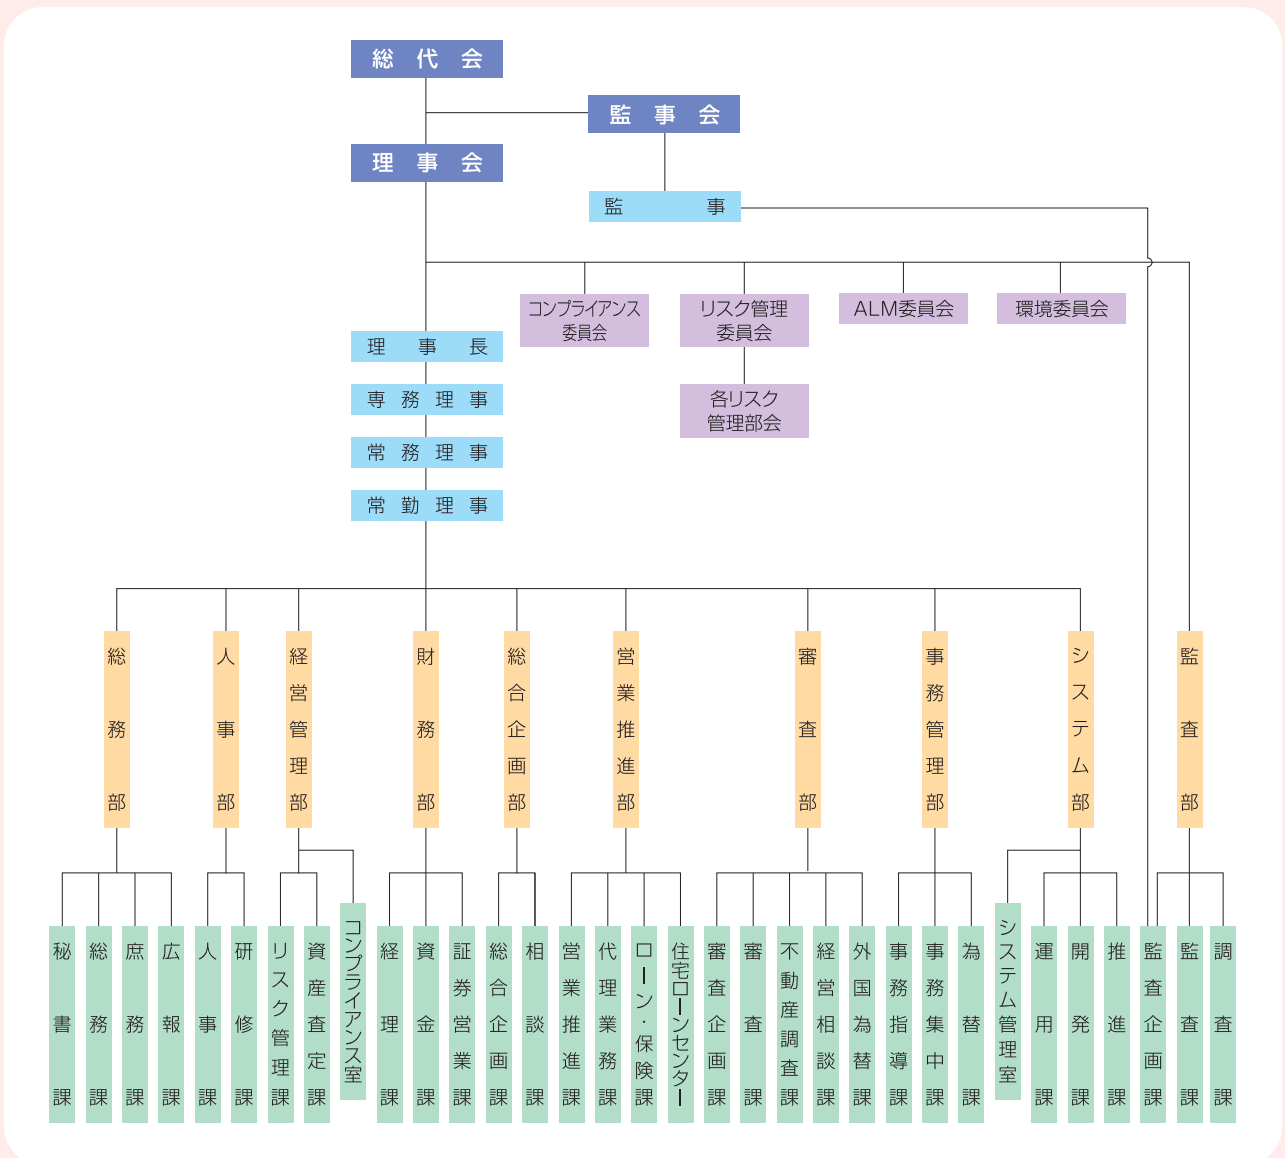 総代会
監事会
理事会
監事
コンプライアンス
委員会
リスク管理
委員会
ALM委員会
環境委員会
理事長
各リスク
管理部会
専務理事
常務理事
常勤理事
総務部
人事部
経営管理部
財務部
総合企画部
営業推進部
審査部
事務管理部
システム部
監査部
秘書課
総務課
庶務課
広報課
人事課
研修課
リスク管理課
資産査定課
コンプライアンス室
経理課
資金課
証券営業課
総合企画課
相談課
営業推進課
代理業務課
ローン・保険課
住宅ローンセンター
審査企画課
審査課
不動産調査課
経営相談課
外国為替課
事務指導課
事務集中課
為替課
システム管理室
運用課
開発課
推進課
監査企画課
監査課
調査課